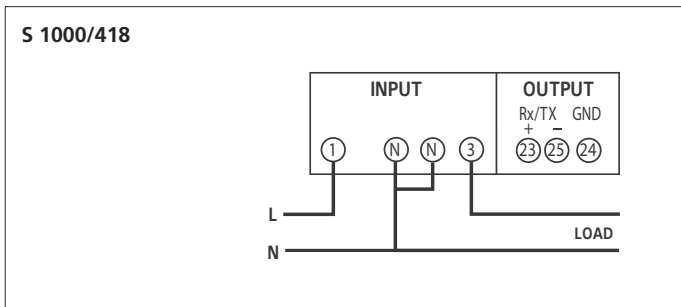 S 1000/418
INPUT
OUTPUT
Rx/TX GND
+ –
1 N N 3
23 25 24
L
LOAD
N